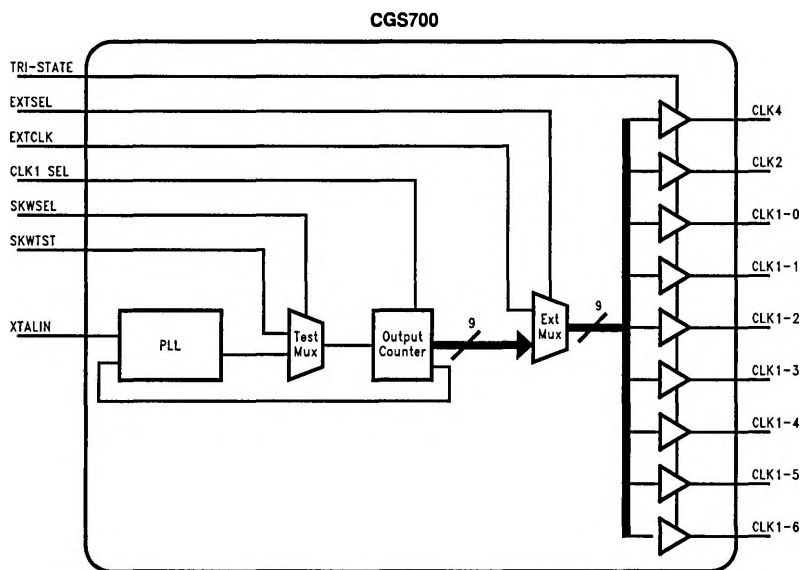 CGS700
TRI-STATE
EXTSEL
EXTCLK
CLK1 SEL
SKWSEL
SKWTST
XTALIN
PLL
Test
Mux
Output
Counter
9
Ext
Mux
9
CLK4
CLK2
CLK1-0
CLK1-1
CLK1-2
CLK1-3
CLK1-4
CLK1-5
CLK1-6